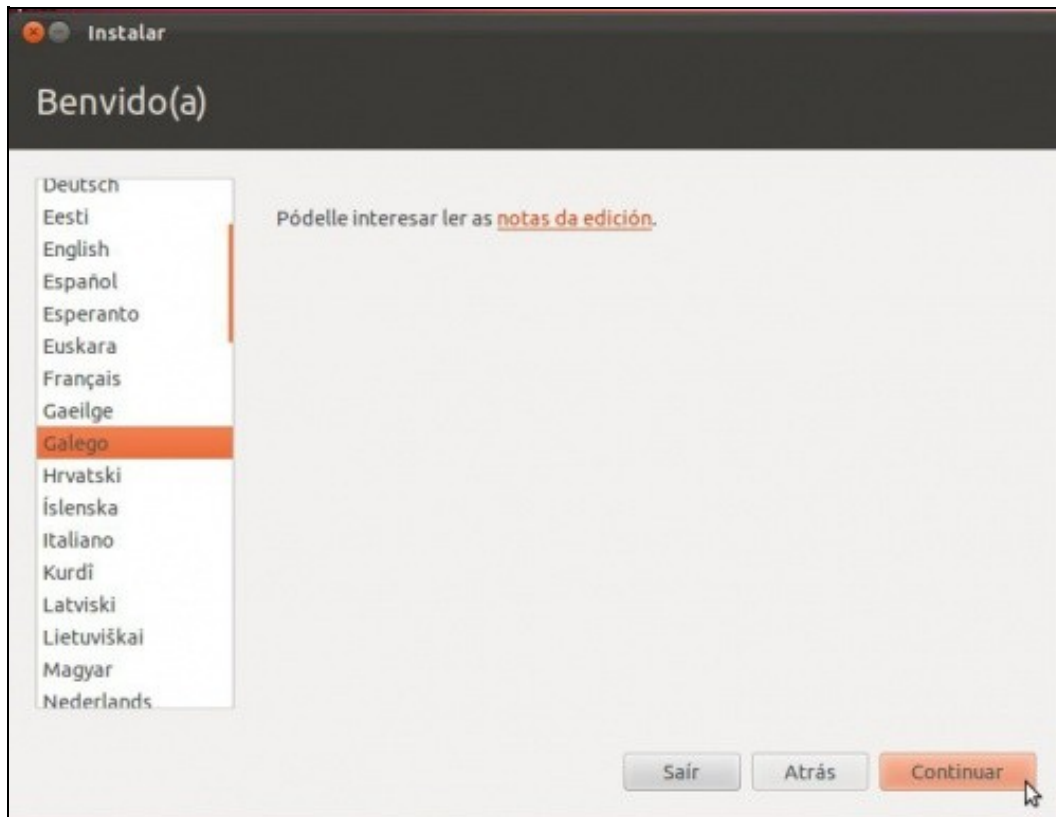 Instalar
Benvido(a)
Deutsch
Eesti
English
Español
Esperanto
Euskara
Français
Gaeilge
Galego
Hrvatski
Íslenska
Italiano
Kurdî
Latviski
Lietuviškai
Magyar
Nederlands
Pódelle interesar ler as notas da edición.
Saír
Atrás
Continuar